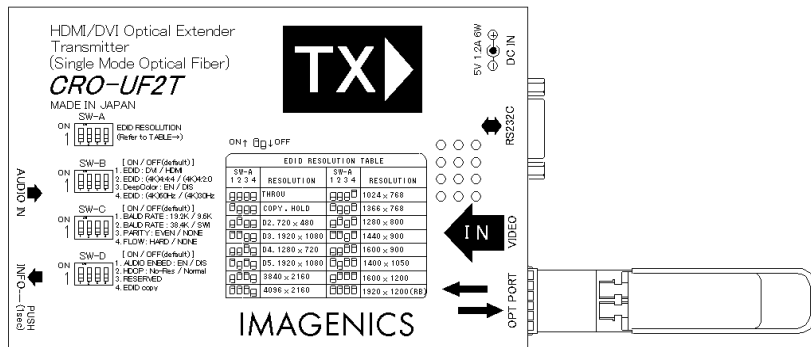 HDMI/DVI Optical Extender
Transmitter
(Single Mode Optical Fiber)
CRO-UF2T
MADE IN JAPAN
TX
5V 1.2A 6W
DC IN
RS232C
SW-A
ON
1
EDID RESOLUTION
(Refer to TABLE→)
SW-B
ON
1
[ ON / OFF(default) ]
1. EDID : DVI / HDMI
2. EDID : (4K)4:4:4 / (4K)4:2:0
3. DeepColor : EN / DIS
4. EDID : (4K)60Hz / (4K)30Hz
AUDIO IN
SW-C
ON
1
[ ON / OFF(default) ]
1. BAUD RATE : 19.2K / 9.6K
2. BAUD RATE : 38.4K / SW1
3. PARITY : EVEN / NONE
4. FLOW : HARD / NONE
SW-D
ON
1
[ ON / OFF(default) ]
1. AUDIO ENBED : EN / DIS
2. HDCP : No-Res / Normal
3. RESERVED
4. EDID copy
INFO.---(1sec)
PUSH
ON↑ ↓OFF
EDID RESOLUTION TABLE
SW-A 1 2 3 4 RESOLUTION SW-A 1 2 3 4 RESOLUTION
THROU 1024 × 768
COPY . HOLD 1366 × 768
D2. 720 × 480 1280 × 800
D3. 1920 × 1080 1440 × 900
D4. 1280 × 720 1600 × 900
D5. 1920 × 1080 1400 × 1050
3840 × 2160 1600 × 1200
4096 × 2160 1920 × 1200(RB)
IN
VIDEO
OPT PORT
IMAGENICS